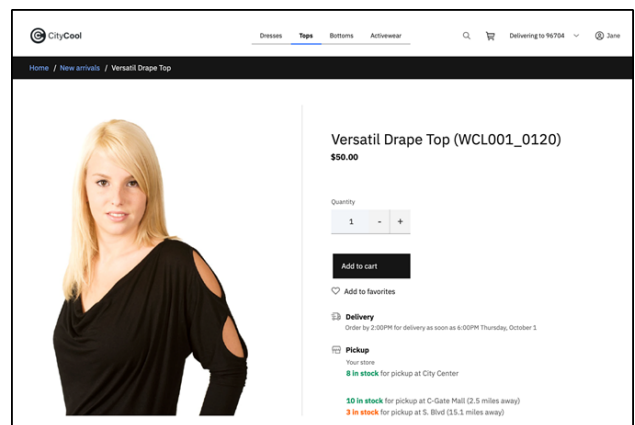 CityCool
Dresses Tops Bottoms Activewear
Delivering to 96704
Jane
Home / New arrivals / Versatil Drape Top
Versatil Drape Top (WCL001_0120)
$50.00
Quantity
1 - +
Add to cart
Add to favorites
Delivery
Order by 2:00PM for delivery as soon as 6:00PM Thursday, October 1
Pickup
Your store
8 in stock for pickup at City Center
10 in stock for pickup at C-Gate Mall (2.5 miles away)
3 in stock for pickup at S. Blvd (15.1 miles away)